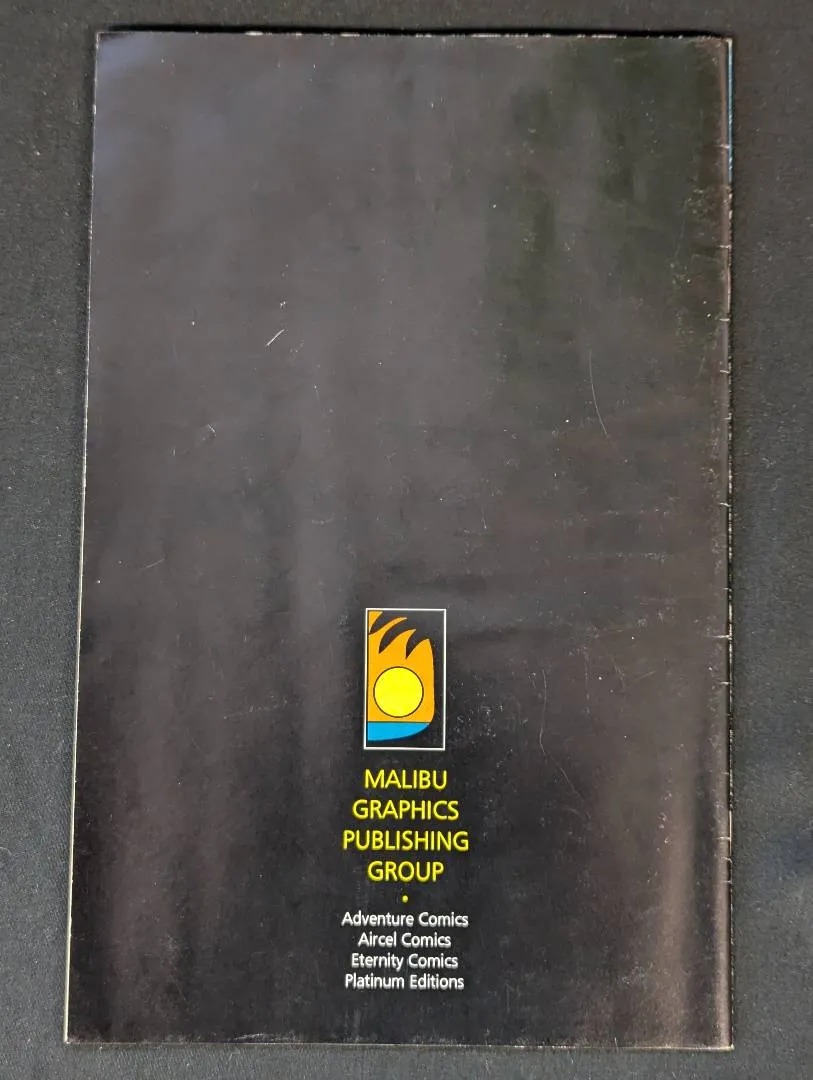 MALIBU
GRAPHICS
PUBLISHING
GROUP
•
Adventure Comics
Aircel Comics
Eternity Comics
Platinum Editions